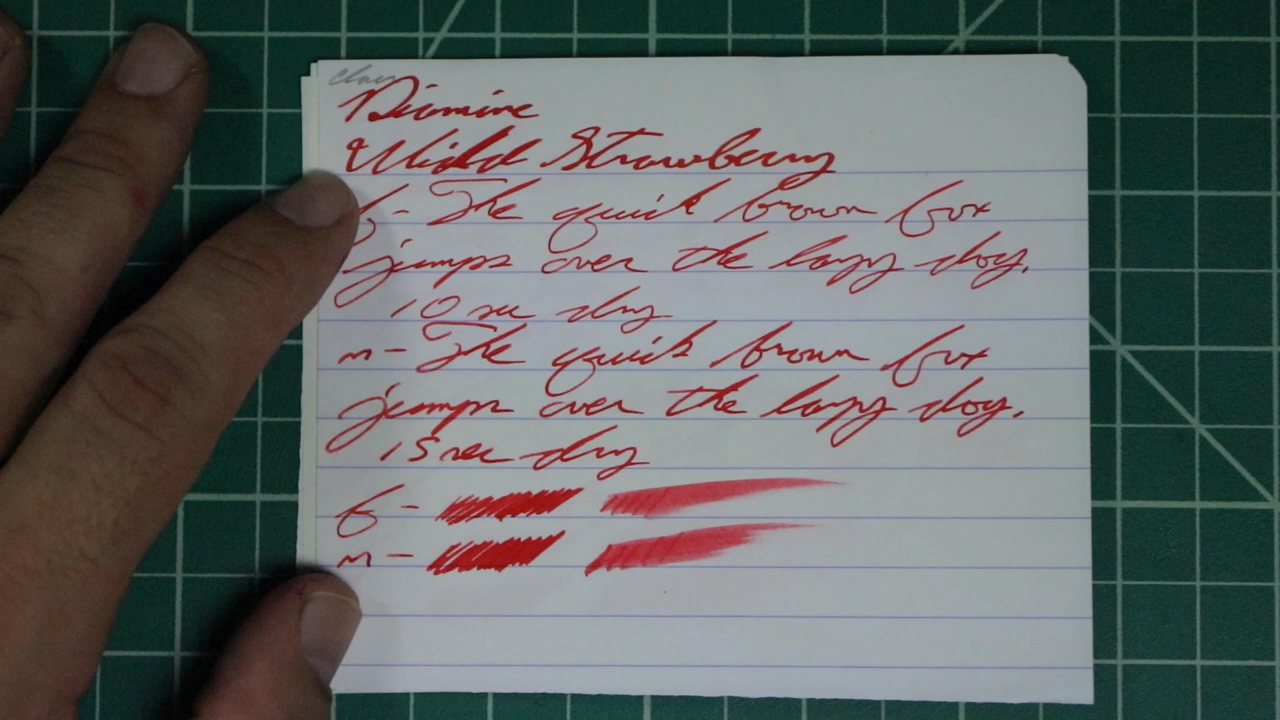 Diamine
Wild Strawberry
f- The quick brown fox
jumps over the lazy dog.
10 sec dry
m- The quick brown fox
jumps over the lazy dog.
15 sec dry
f-
m-